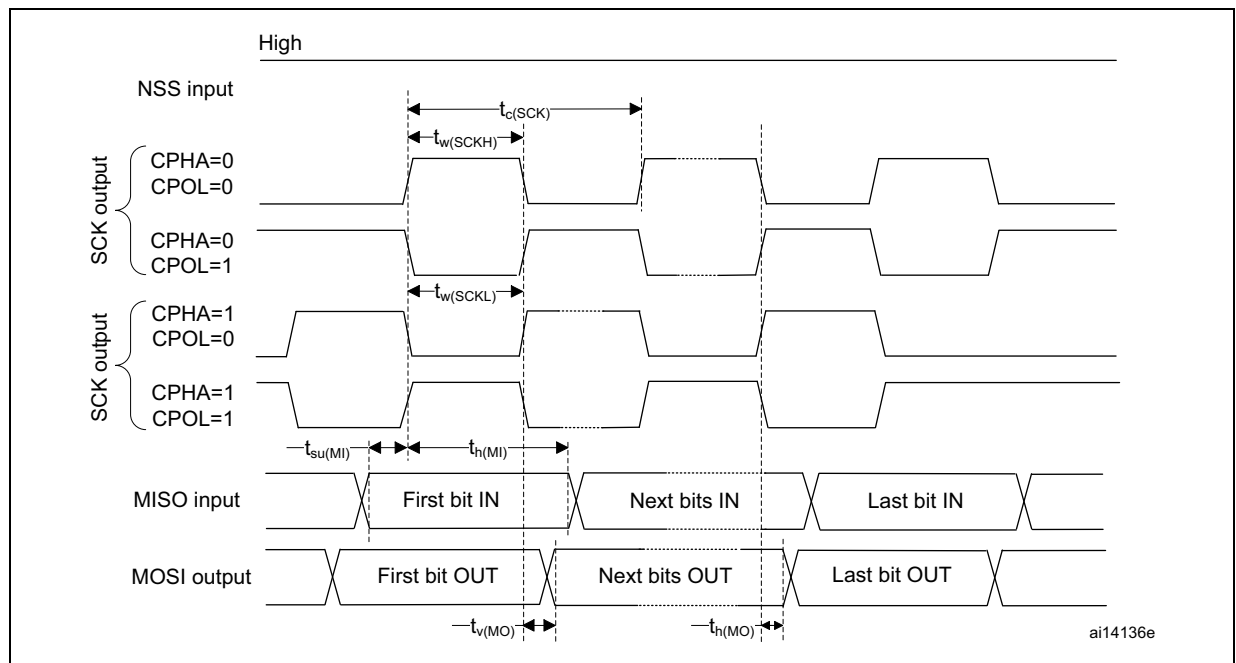 High
NSS input
tc(SCK)
tw(SCKH)
SCK output
CPHA=0
CPOL=0
CPHA=0
CPOL=1
tw(SCKL)
SCK output
CPHA=1
CPOL=0
CPHA=1
CPOL=1
tsu(MI)
th(MI)
MISO input
First bit IN
Next bits IN
Last bit IN
MOSI output
First bit OUT
Next bits OUT
Last bit OUT
tv(MO)
th(MO)
ai14136e